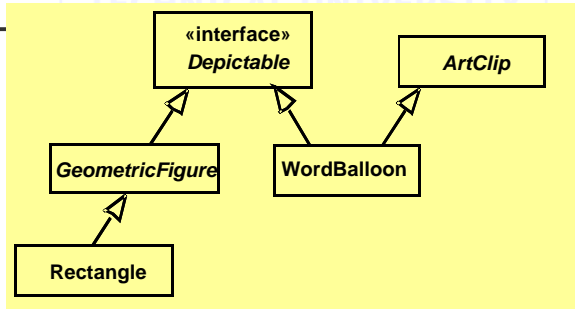 «interface»
Depictable
ArtClip
GeometricFigure
WordBalloon
Rectangle